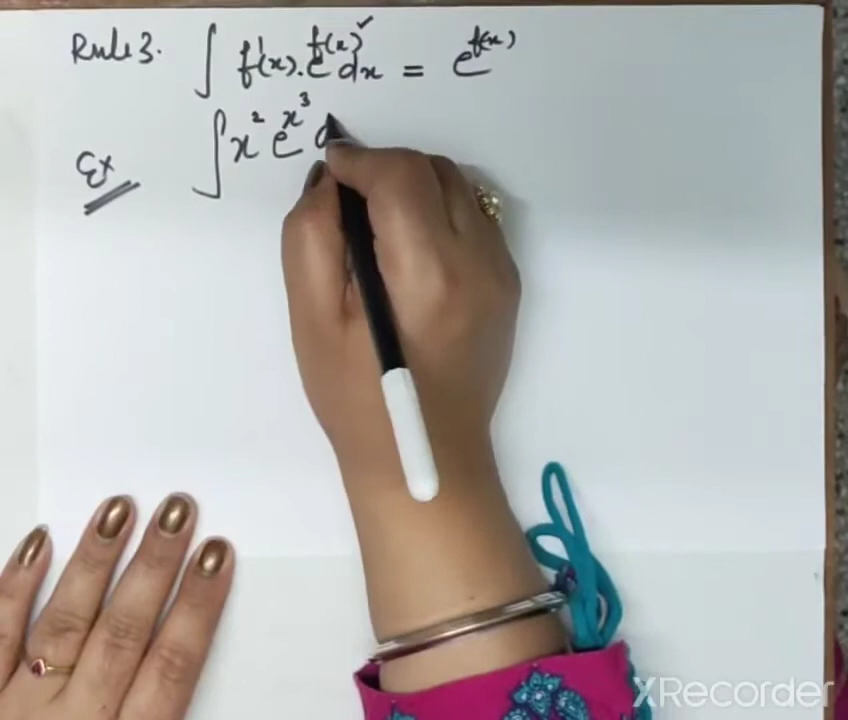 Rule 3. ∫ f'(x).e^f(x) dx = e^f(x)
Ex ∫ x² e^x³ d
XRecorder